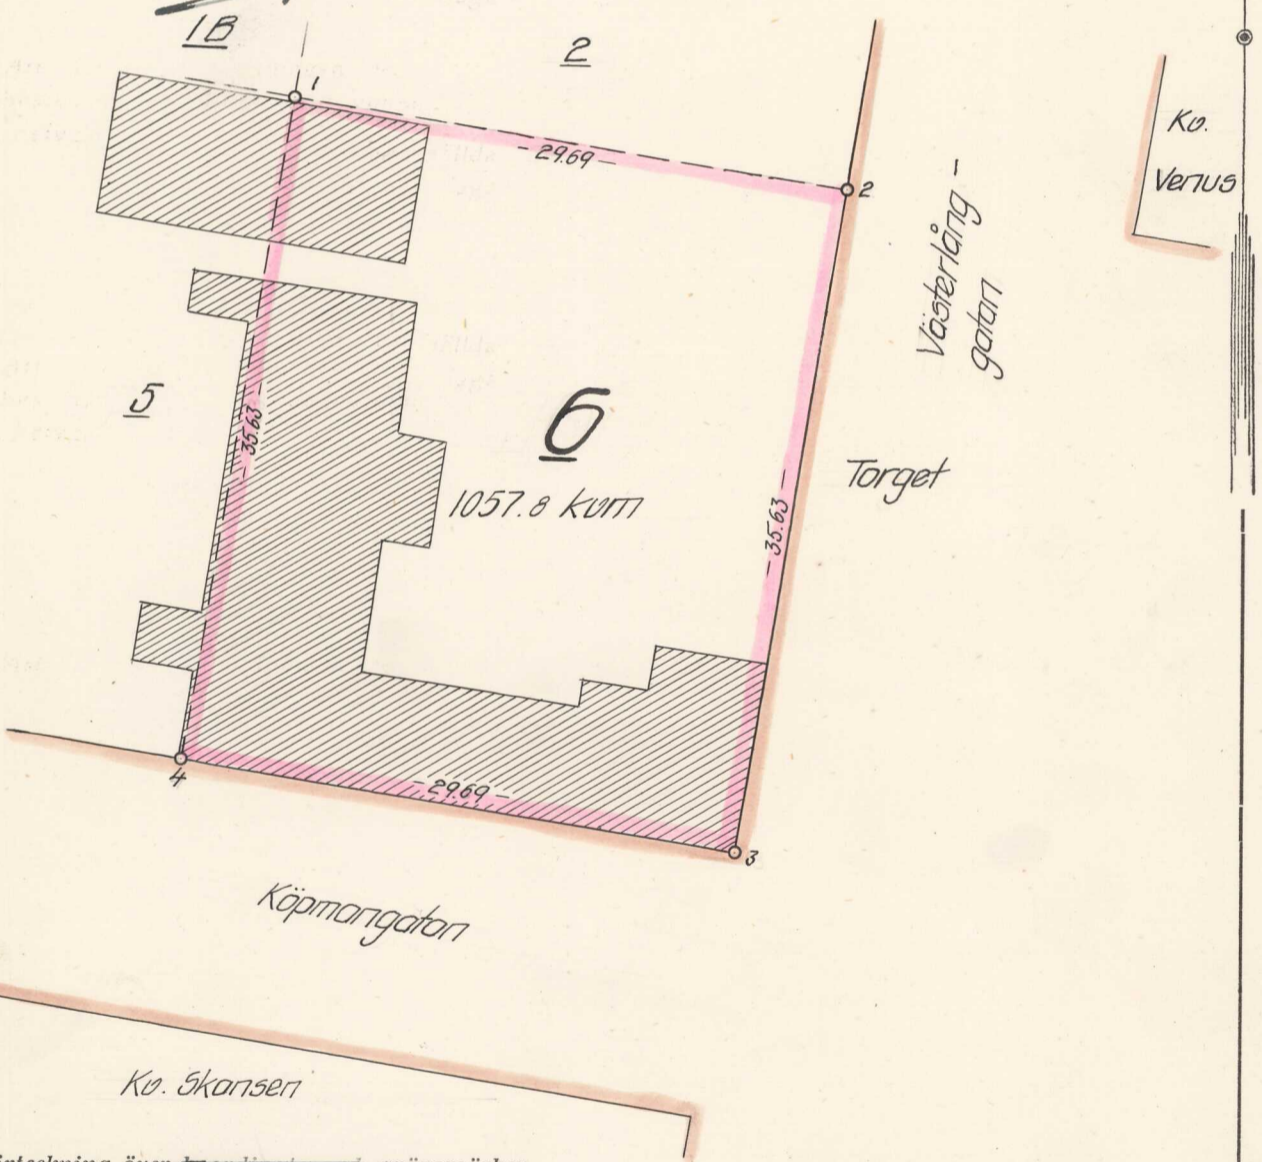 1B
2
1
29.69
2
Kv.
Venus
Västerlång-
gatan
5
35.63
6
1057.8 kvm
Torget
35.63
29.69
4
3
Köpmangatan
Kv. Skansen